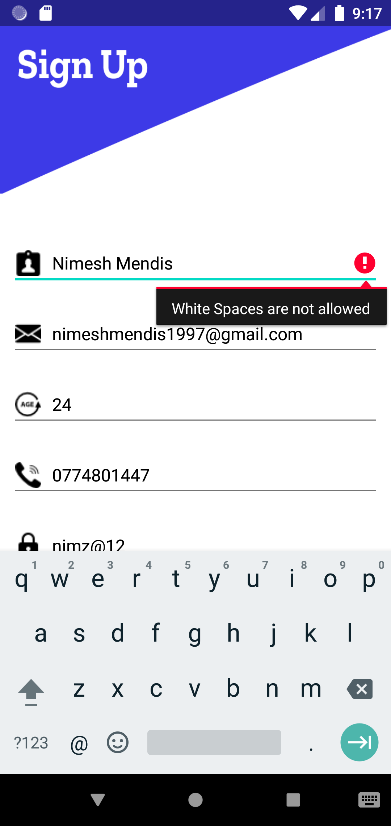 9:17
Sign Up
Nimesh Mendis
White Spaces are not allowed
nimeshmendis1997@gmail.com
AGE 24
0774801447
nimz@12
1 2 3 4 5 6 7 8 9 0
q w e r t y u i o p
a s d f g h j k l
z x c v b n m
?123 @ .